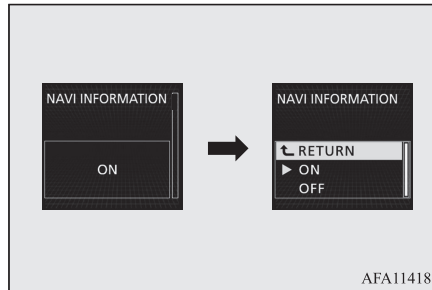 NAVI INFORMATION
ON
NAVI INFORMATION
RETURN
ON
OFF
AFA11418